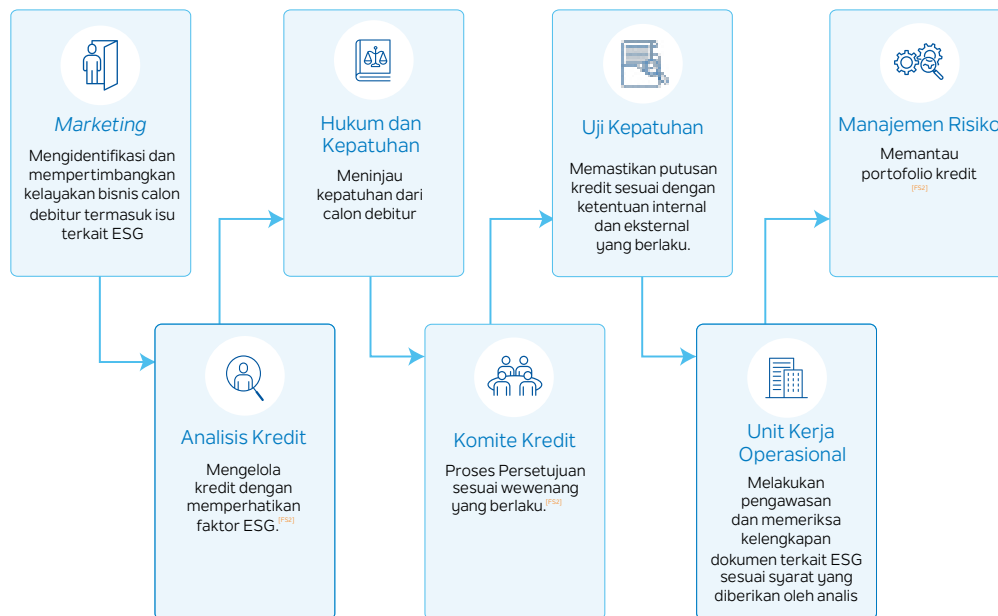 Marketing
Mengidentifikasi dan
mempertimbangkan
kelayakan bisnis calon
debitur termasuk isu
terkait ESG
Analisis Kredit
Mengelola
kredit dengan
memperhatikan
faktor ESG.[FS2]
Hukum dan
Kepatuhan
Meninjau
kepatuhan dari
calon debitur
Komite Kredit
Proses Persetujuan
sesuai wewenang
yang berlaku.[FS2]
Uji Kepatuhan
Memastikan putusan
kredit sesuai dengan
ketentuan internal
dan eksternal
yang berlaku.
Unit Kerja
Operasional
Melakukan
pengawasan
dan memeriksa
kelengkapan
dokumen terkait ESG
sesuai syarat yang
diberikan oleh analis
Manajemen Risiko
Memantau
portofolio kredit
[FS2]